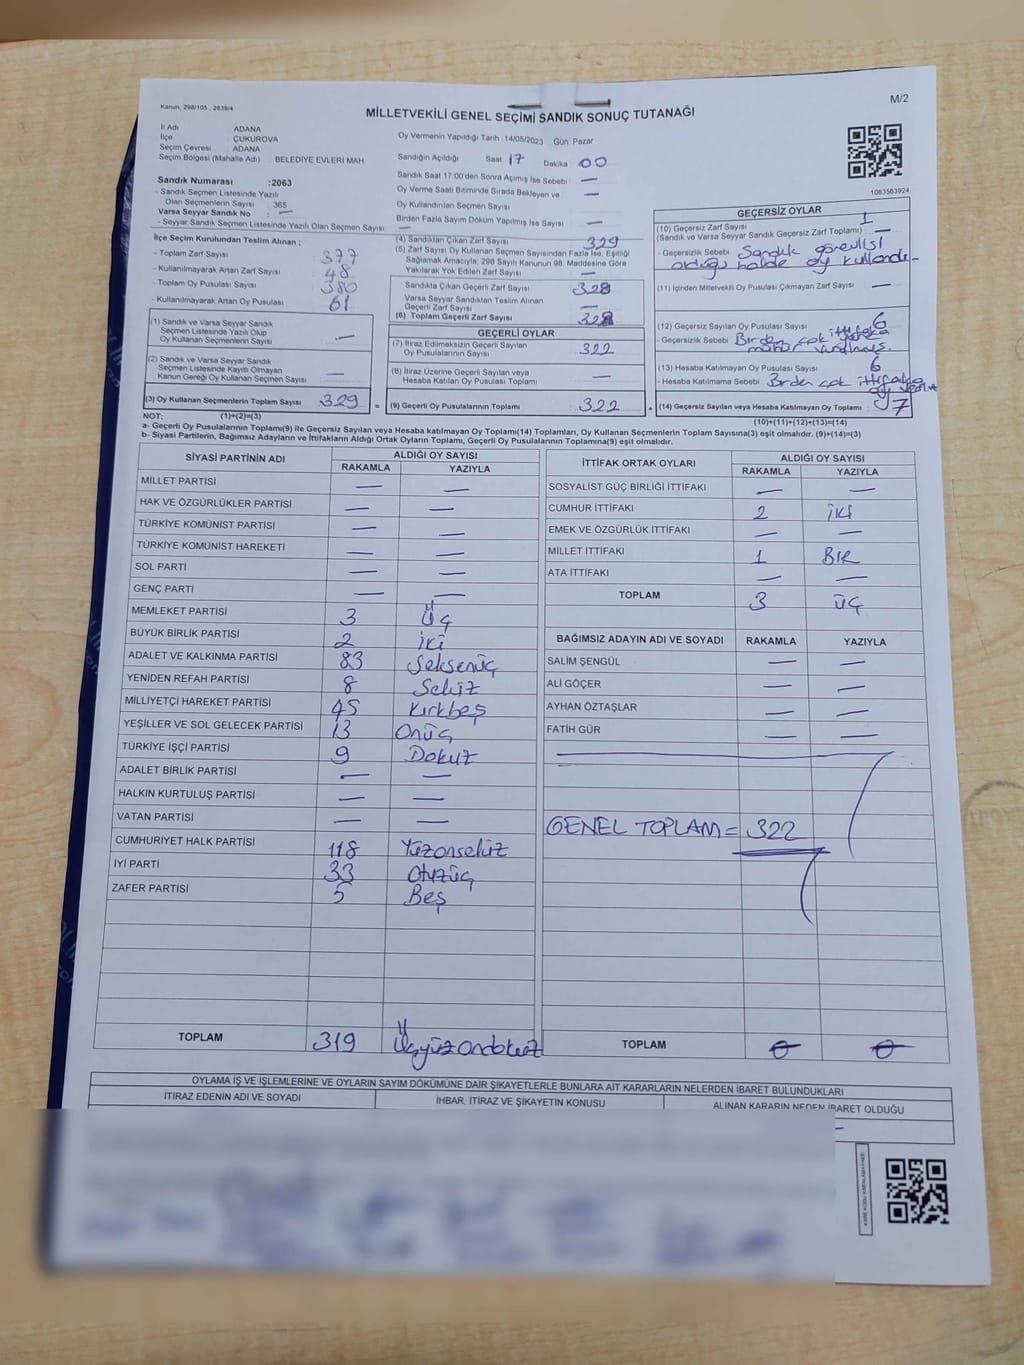 Kanun, 298/105 , 2839/4
M/2
MİLLETVEKİLİ GENEL SEÇİMİ SANDIK SONUÇ TUTANAĞI
İl Adı ADANA
İlçe ÇUKUROVA
Seçim Çevresi ADANA
Seçim Bölgesi (Mahalle Adı) BELEDİYE EVLERİ MAH.
Sandık Numarası :2063
- Sandık Seçmen Listesinde Yazılı
Olan Seçmenlerin Sayısı 365
Varsa Seyyar Sandık No : —
- Seyyar Sandık Seçmen Listesinde Yazılı Olan Seçmen Sayısı: —
Oy Vermenin Yapıldığı Tarih :14/05/2023 Gün: Pazar
Sandığın Açıldığı Saat 17 Dakika 00
Sandık Saat 17.00'den Sonra Açımış İse Sebebi —
Oy Verme Saati Bitiminde Sırada Bekleyen ve
Oy Kullandırılan Seçmen Sayısı —
Birden Fazla Sayım Döküm Yapılmış İse Sayısı —
1083563924
İlçe Seçim Kurulundan Teslim Alınan ;
- Toplam Zarf Sayısı 377
- Kullanılmayarak Artan Zarf Sayısı 48
- Toplam Oy Pusulası Sayısı 380
- Kullanılmayarak Artan Oy Pusulası 61
(1) Sandık ve Varsa Seyyar Sandık
Seçmen Listesinde Yazılı Olup
Oy Kullanan Seçmenlerin Sayısı —
(2) Sandık ve Varsa Seyyar Sandık
Seçmen Listesinde Kayıtlı Olmayan
Kanun Gereği Oy Kullanan Seçmen Sayısı —
(3) Oy Kullanan Seçmenlerin Toplam Sayısı 329
(4) Sandıktan Çıkan Zarf Sayısı 329
(5) Zarf Sayısı Oy Kullanan Seçmen Sayısından Fazla İse, Eşitliği
Sağlamak Amacıyla; 298 Sayılı Kanunun 98. Maddesine Göre
Yakılarak Yok Edilen Zarf Sayısı —
Sandıkta Çıkan Geçerli Zarf Sayısı 328
Varsa Seyyar Sandıktan Teslim Alınan
Geçerli Zarf Sayısı —
(6) Toplam Geçerli Zarf Sayısı 328
GEÇERLİ OYLAR
(7) İtiraz Edilmeksizin Geçerli Sayılan
Oy Pusulalarının Sayısı 322
(8) İtiraz Üzerine Geçerli Sayılan veya
Hesaba Katılan Oy Pusulası Toplamı —
= (9) Geçerli Oy Pusulalarının Toplamı 322
GEÇERSİZ OYLAR
(10) Geçersiz Zarf Sayısı 1
(Sandık ve Varsa Seyyar Sandık Geçersiz Zarf Toplamı) —
- Geçersizlik Sebebi Sandık görevlisi
olduğu halde oy kullandı-
(11) İçinden Milletvekili Oy Pusulası Çıkmayan Zarf Sayısı —
(12) Geçersiz Sayılan Oy Pusulası Sayısı 6
- Geçersizlik Sebebi Birden çok ittifaka
mühür vurulmuş.
(13) Hesaba Katılmayan Oy Pusulası Sayısı 6
- Hesaba Katılmama Sebebi Birden çok ittifaka
+ (14) Geçersiz Sayılan veya Hesaba Katılmayan Oy Toplamı 7
NOT: (1)+(2)=(3)
(10)+(11)+(12)+(13)=(14)
a- Geçerli Oy Pusulalarının Toplamı(9) ile Geçersiz Sayılan veya Hesaba katılmayan Oy Toplamı(14) Toplamları, Oy Kullanan Seçmenlerin Toplam Sayısına(3) eşit olmalıdır. (9)+(14)=(3)
b- Siyasi Partilerin, Bağımsız Adayların ve İttifakların Aldığı Ortak Oyların Toplamı, Geçerli Oy Pusulalarının Toplamına(9) eşit olmalıdır.
SİYASİ PARTİNİN ADI ALDIĞI OY SAYISI
RAKAMLA YAZIYLA
MİLLET PARTİSİ — —
HAK VE ÖZGÜRLÜKLER PARTİSİ — —
TÜRKİYE KOMÜNİST PARTİSİ — —
TÜRKİYE KOMÜNİST HAREKETİ — —
SOL PARTİ — —
GENÇ PARTİ — —
MEMLEKET PARTİSİ 3 Üç
BÜYÜK BİRLİK PARTİSİ 2 iki
ADALET VE KALKINMA PARTİSİ 83 Seksenüç
YENİDEN REFAH PARTİSİ 8 Sekiz
MİLLİYETÇİ HAREKET PARTİSİ 45 Kırkbeş
YEŞİLLER VE SOL GELECEK PARTİSİ 13 Onüç
TÜRKİYE İŞÇİ PARTİSİ 9 Dokuz
ADALET BİRLİK PARTİSİ — —
HALKIN KURTULUŞ PARTİSİ — —
VATAN PARTİSİ — —
CUMHURİYET HALK PARTİSİ 118 Yüzonsekiz
İYİ PARTİ 33 Otuzüç
ZAFER PARTİSİ 5 Beş
TOPLAM 319 Üçyüzondokuz
İTTİFAK ORTAK OYLARI ALDIĞI OY SAYISI
RAKAMLA YAZIYLA
SOSYALİST GÜÇ BİRLİĞİ İTTİFAKI — —
CUMHUR İTTİFAKI 2 İKİ
EMEK VE ÖZGÜRLÜK İTTİFAKI — —
MİLLET İTTİFAKI 1 BİR
ATA İTTİFAKI — —
TOPLAM 3 ÜÇ
BAĞIMSIZ ADAYIN ADI VE SOYADI RAKAMLA YAZIYLA
SALİM ŞENGÜL — —
ALİ GÖÇER — —
AYHAN ÖZTAŞLAR — —
FATİH GÜR — —
GENEL TOPLAM = 322
TOPLAM 0 0
OYLAMA İŞ VE İŞLEMLERİNE VE OYLARIN SAYIM DÖKÜMÜNE DAİR ŞİKAYETLERLE BUNLARA AİT KARARLARIN NELERDEN İBARET BULUNDUKLARI
İTİRAZ EDENİN ADI VE SOYADI İHBAR, İTİRAZ VE ŞİKAYETİN KONUSU ALINAN KARARIN NEDEN İBARET OLDUĞU
—